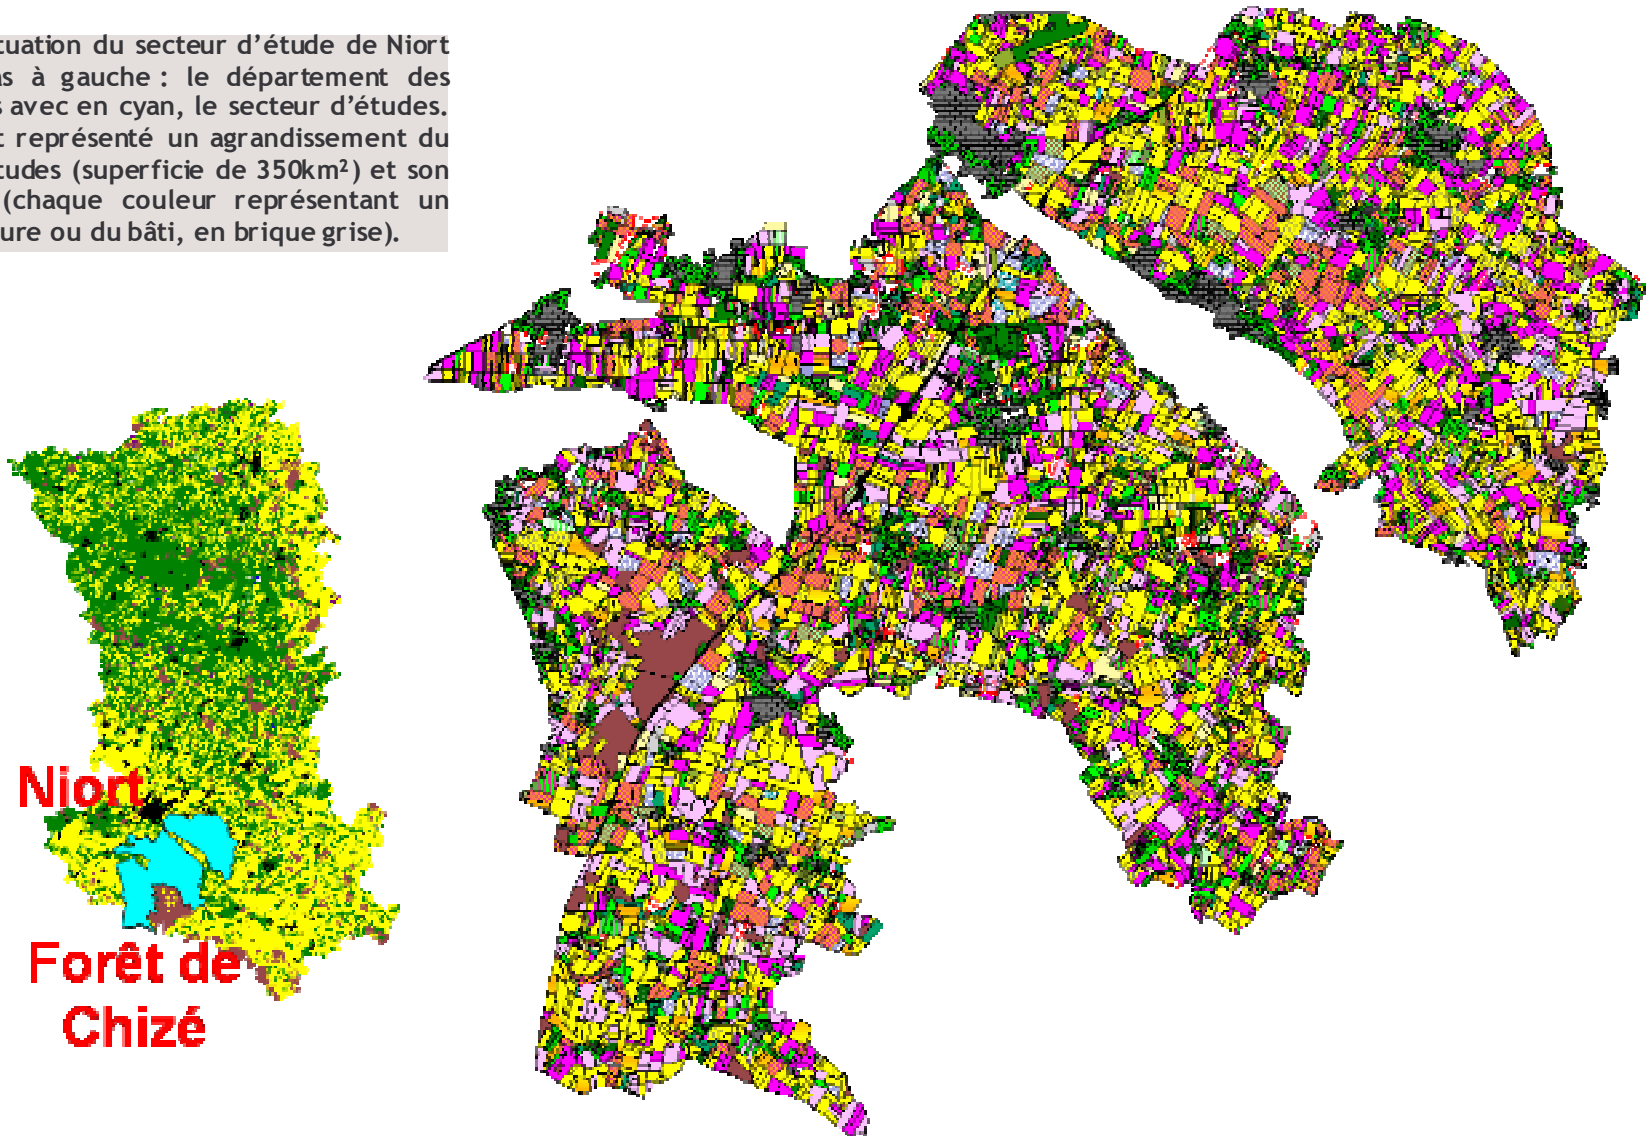 tuation du secteur d'étude de Niort
s à gauche : le département des
s avec en cyan, le secteur d'études.
t représenté un agrandissement du
tudes (superficie de 350km²) et son
(chaque couleur représentant un
ure ou du bâti, en brique grise).
Niort
Forêt de
Chizé